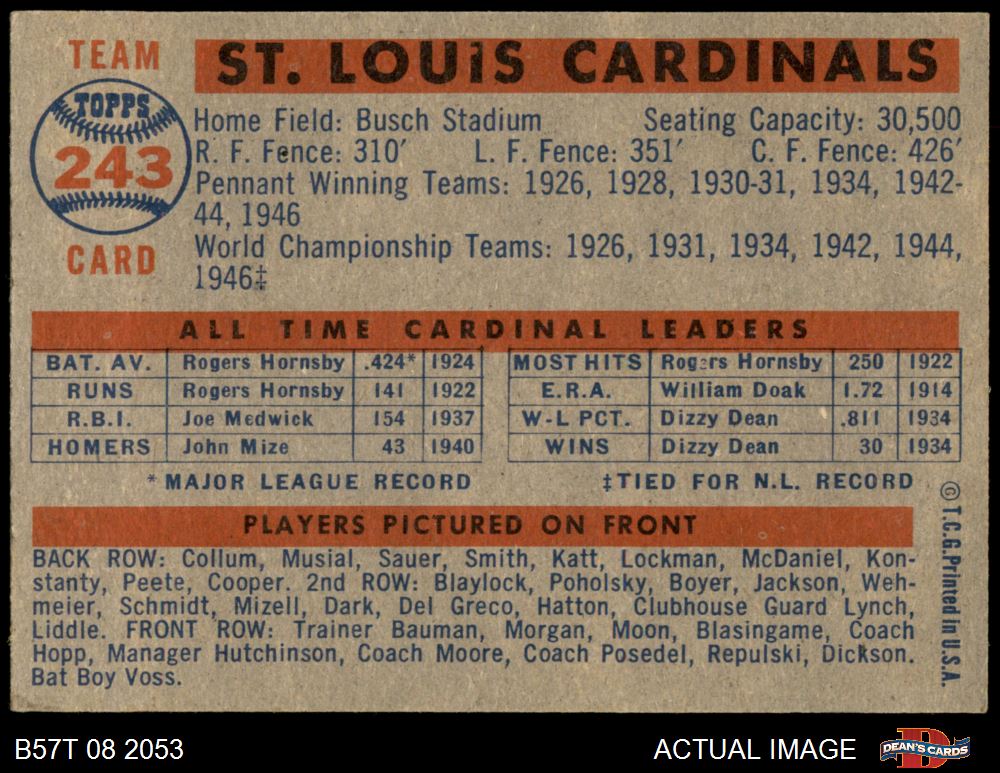 TEAM
TOPPS
243
CARD
ST. LOUIS CARDINALS
Home Field: Busch Stadium Seating Capacity: 30,500
R. F. Fence: 310′ L. F. Fence: 351′ C. F. Fence: 426′
Pennant Winning Teams: 1926, 1928, 1930-31, 1934, 1942-
44, 1946
World Championship Teams: 1926, 1931, 1934, 1942, 1944,
1946‡
ALL TIME CARDINAL LEADERS
BAT. AV. Rogers Hornsby .424* 1924 MOST HITS Rogers Hornsby 250 1922
RUNS Rogers Hornsby 141 1922 E.R.A. William Doak 1.72 1914
R.B.I. Joe Medwick 154 1937 W-L PCT. Dizzy Dean .811 1934
HOMERS John Mize 43 1940 WINS Dizzy Dean 30 1934
*MAJOR LEAGUE RECORD ‡TIED FOR N.L. RECORD
PLAYERS PICTURED ON FRONT
BACK ROW: Collum, Musial, Sauer, Smith, Katt, Lockman, McDaniel, Kon-
stanty, Peete, Cooper. 2nd ROW: Blaylock, Poholsky, Boyer, Jackson, Weh-
meier, Schmidt, Mizell, Dark, Del Greco, Hatton, Clubhouse Guard Lynch,
Liddle. FRONT ROW: Trainer Bauman, Morgan, Moon, Blasingame, Coach
Hopp, Manager Hutchinson, Coach Moore, Coach Posedel, Repulski, Dickson.
Bat Boy Voss.
© T.C.G. Printed in U.S.A.
B57T 08 2053 ACTUAL IMAGE DEAN'S CARDS